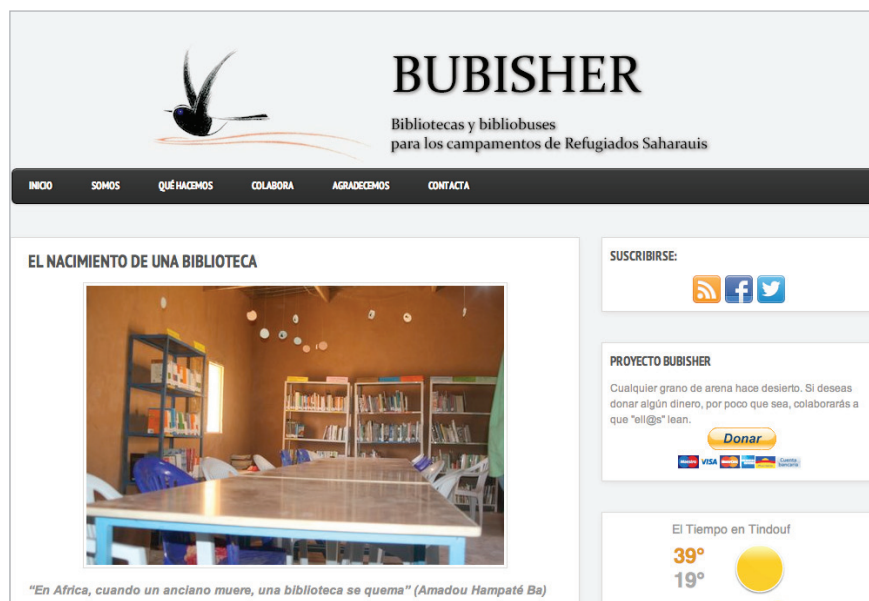 BUBISHER
Bibliotecas y bibliobuses
para los campamentos de Refugiados Saharauis
INICIO SOMOS QUÉ HACEMOS COLABORA AGRADECEMOS CONTACTA
EL NACIMIENTO DE UNA BIBLIOTECA
"En Africa, cuando un anciano muere, una biblioteca se quema" (Amadou Hampaté Ba)
SUSCRIBIRSE:
PROYECTO BUBISHER
Cualquier grano de arena hace desierto. Si deseas
donar algún dinero, por poco que sea, colaborarás a
que "ell@s" lean.
Donar
VISA
Cuenta
bancaria
El Tiempo en Tindouf
39°
19°